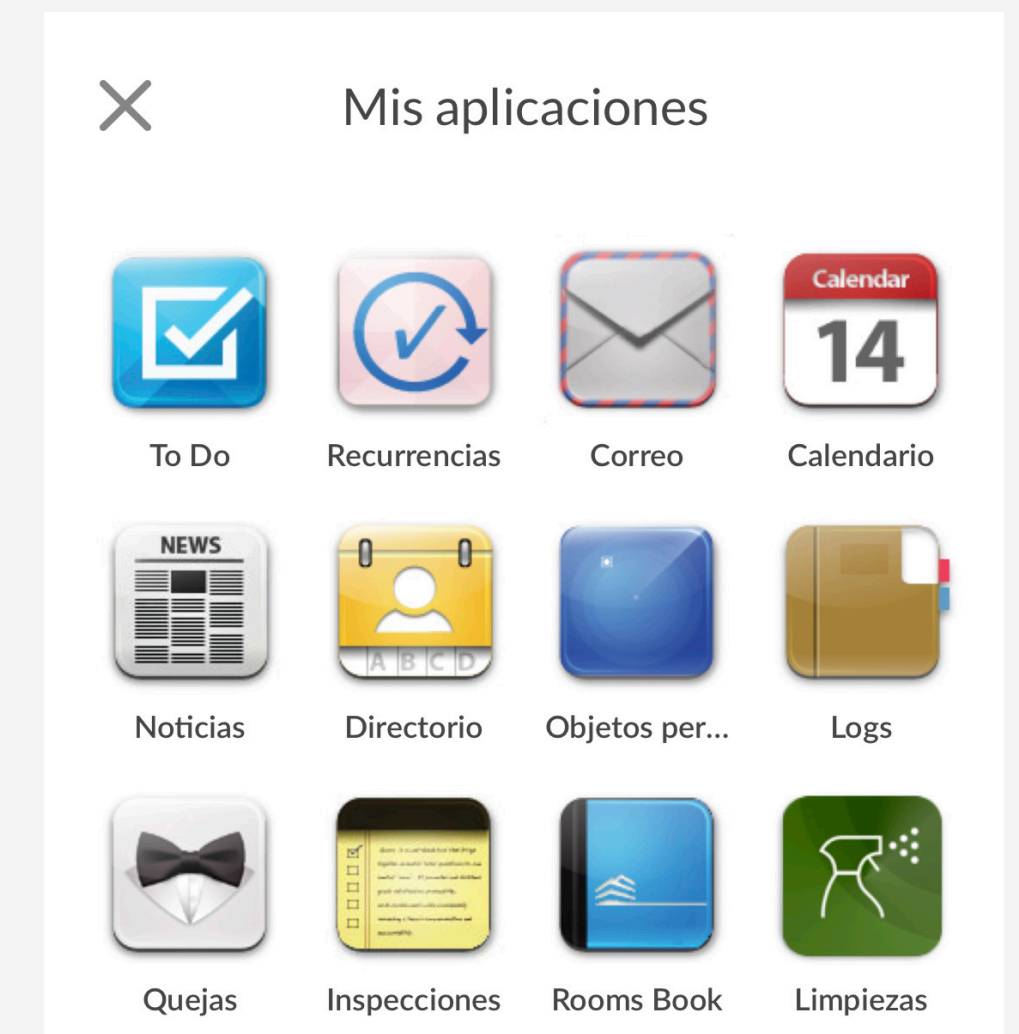 Mis aplicaciones
Calendar
14
To Do
Recurrencias
Correo
Calendario
NEWS
A B C D
Noticias
Directorio
Objetos per...
Logs
Quejas
Inspecciones
Rooms Book
Limpiezas